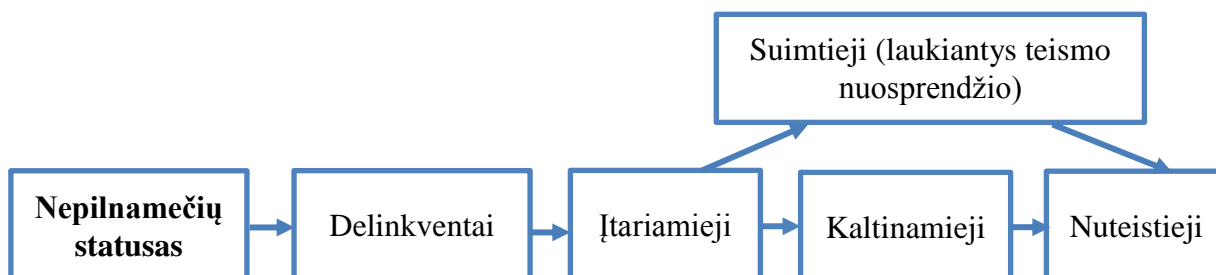 Suimtieji (laukiantys teismo
nuosprendžio)
Nepilnamečių
statusas
Delinkventai
Įtariamieji
Kaltinamieji
Nuteistieji